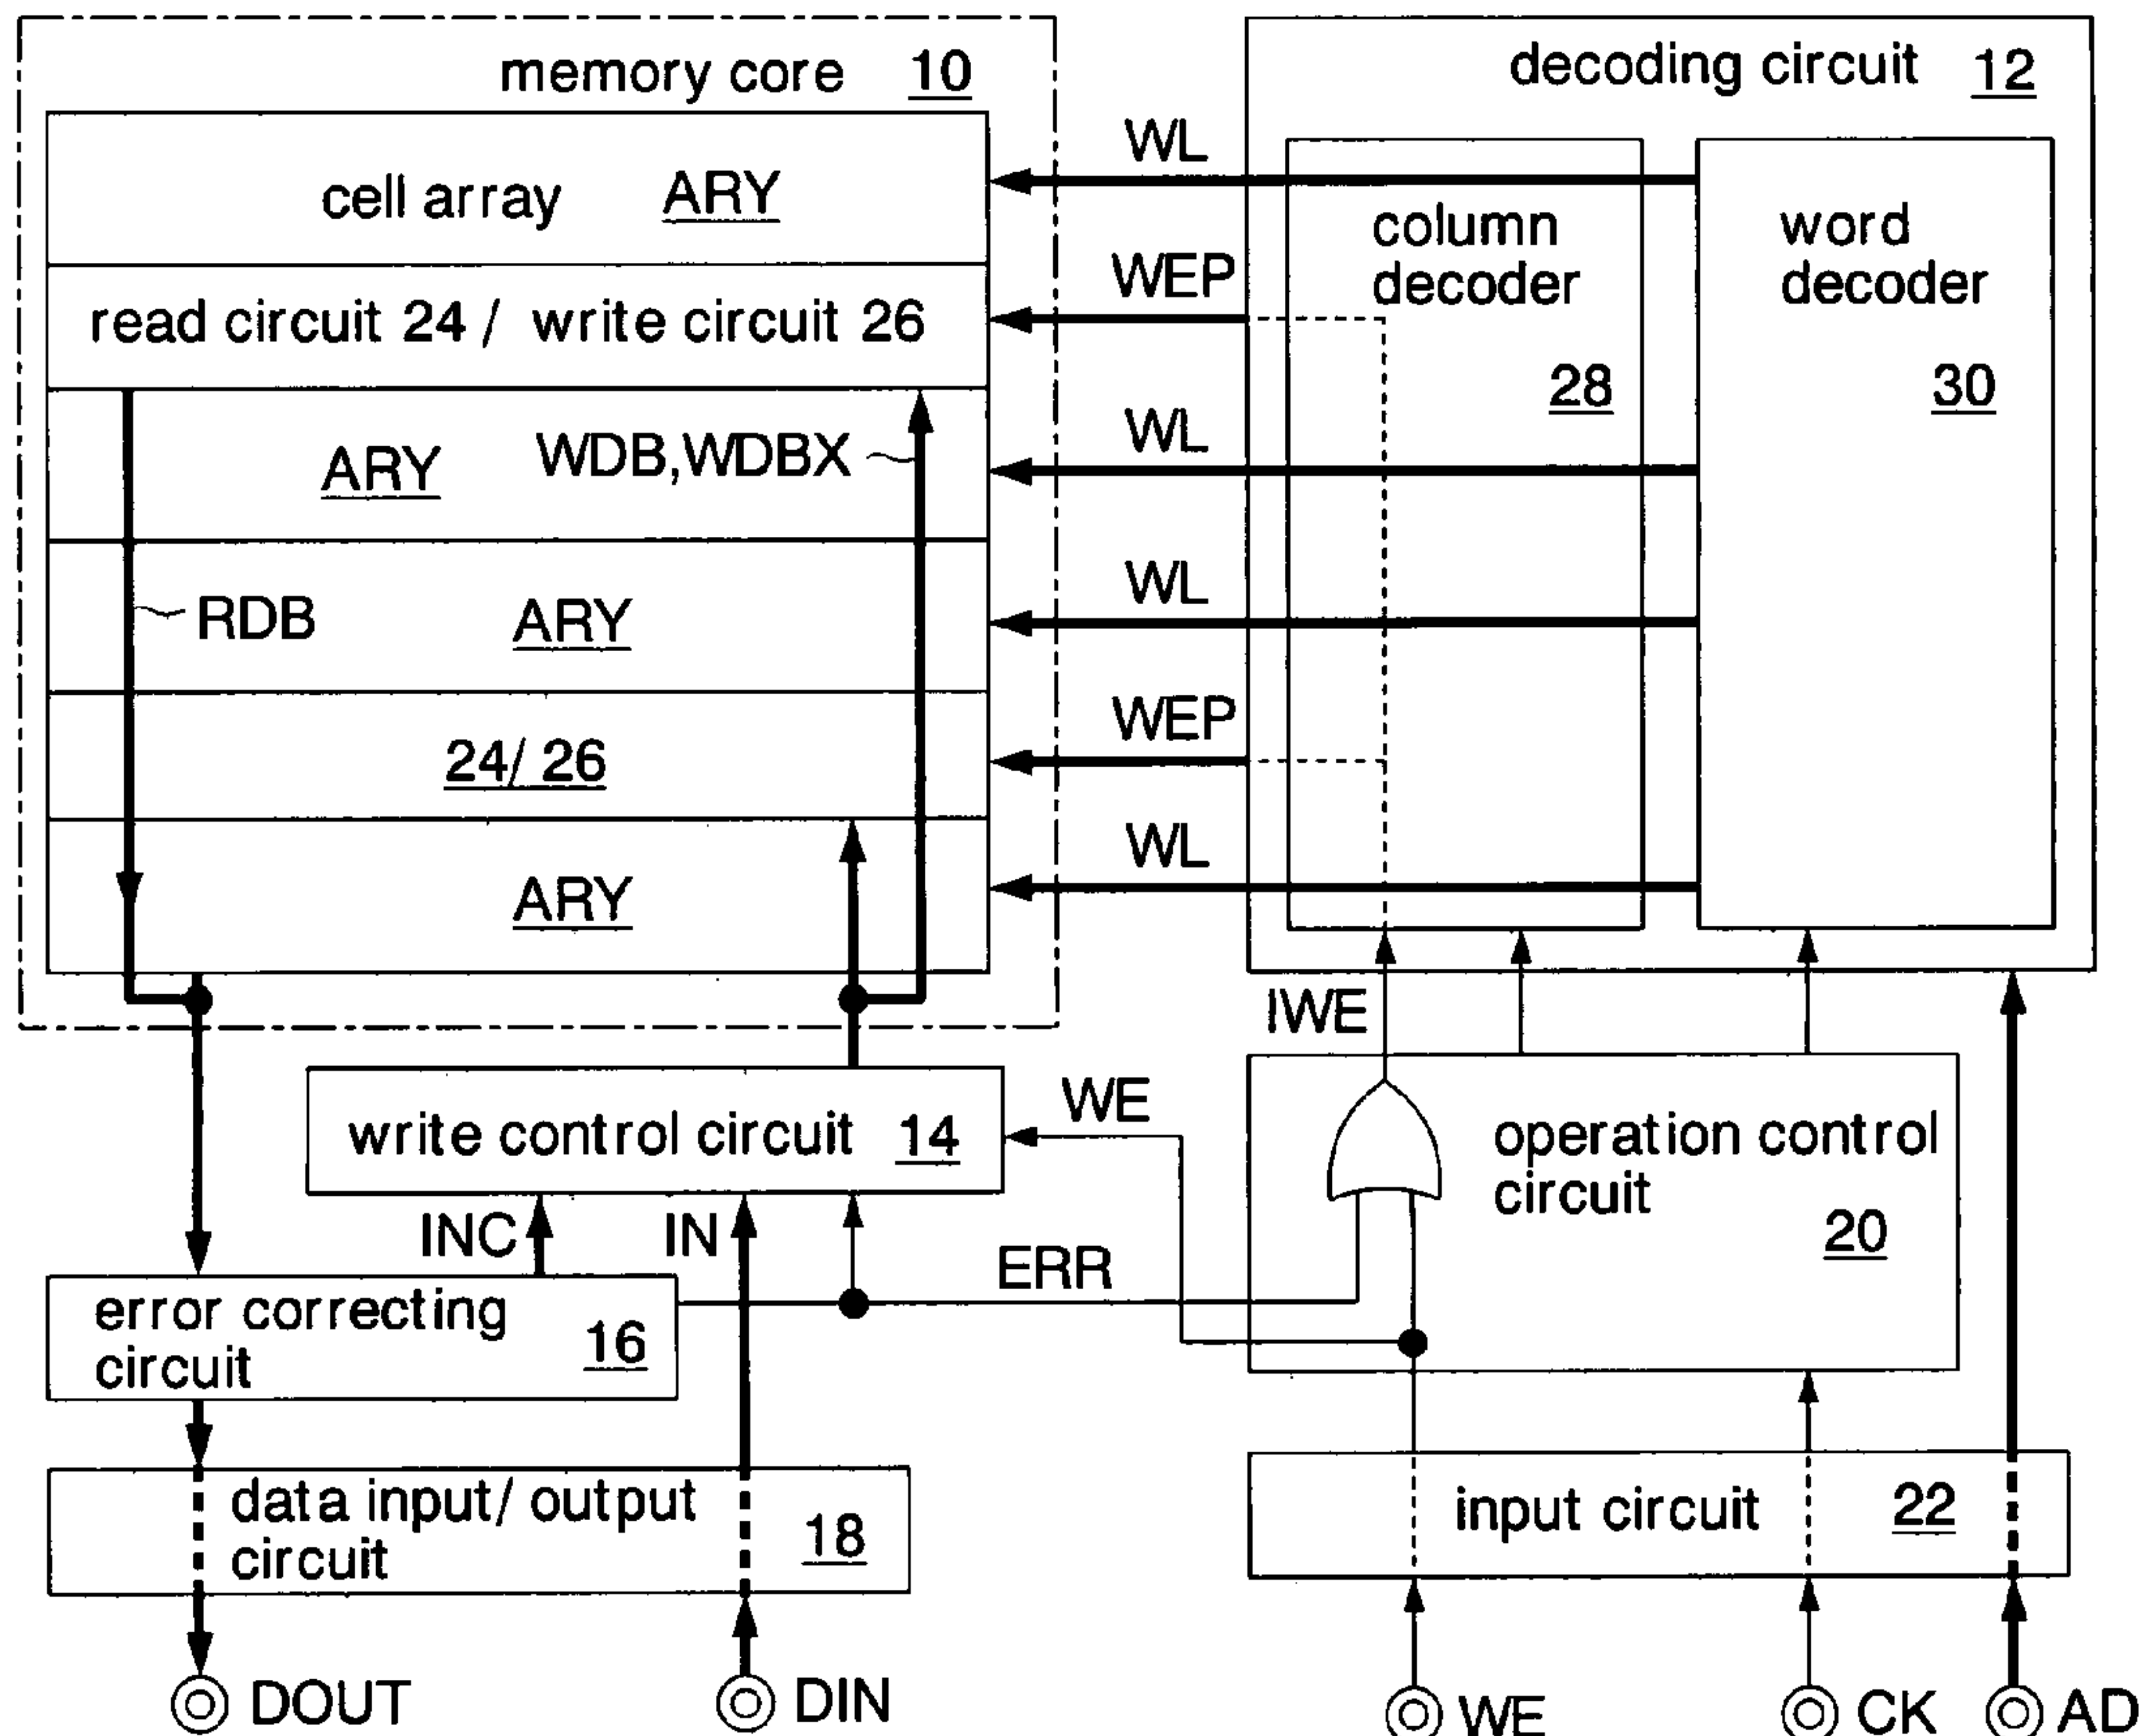 memory core 10
decoding circuit 12
cell array ARY
WL
column decoder
28
word decoder
30
read circuit 24 / write circuit 26
WEP
ARY
WDB,WDBX
WL
RDB
ARY
WL
24/ 26
WEP
ARY
WL
IWE
write control circuit 14
WE
operation control circuit
20
INC
IN
ERR
error correcting circuit
16
data input/ output circuit
18
input circuit 22
DOUT
DIN
WE
CK
AD